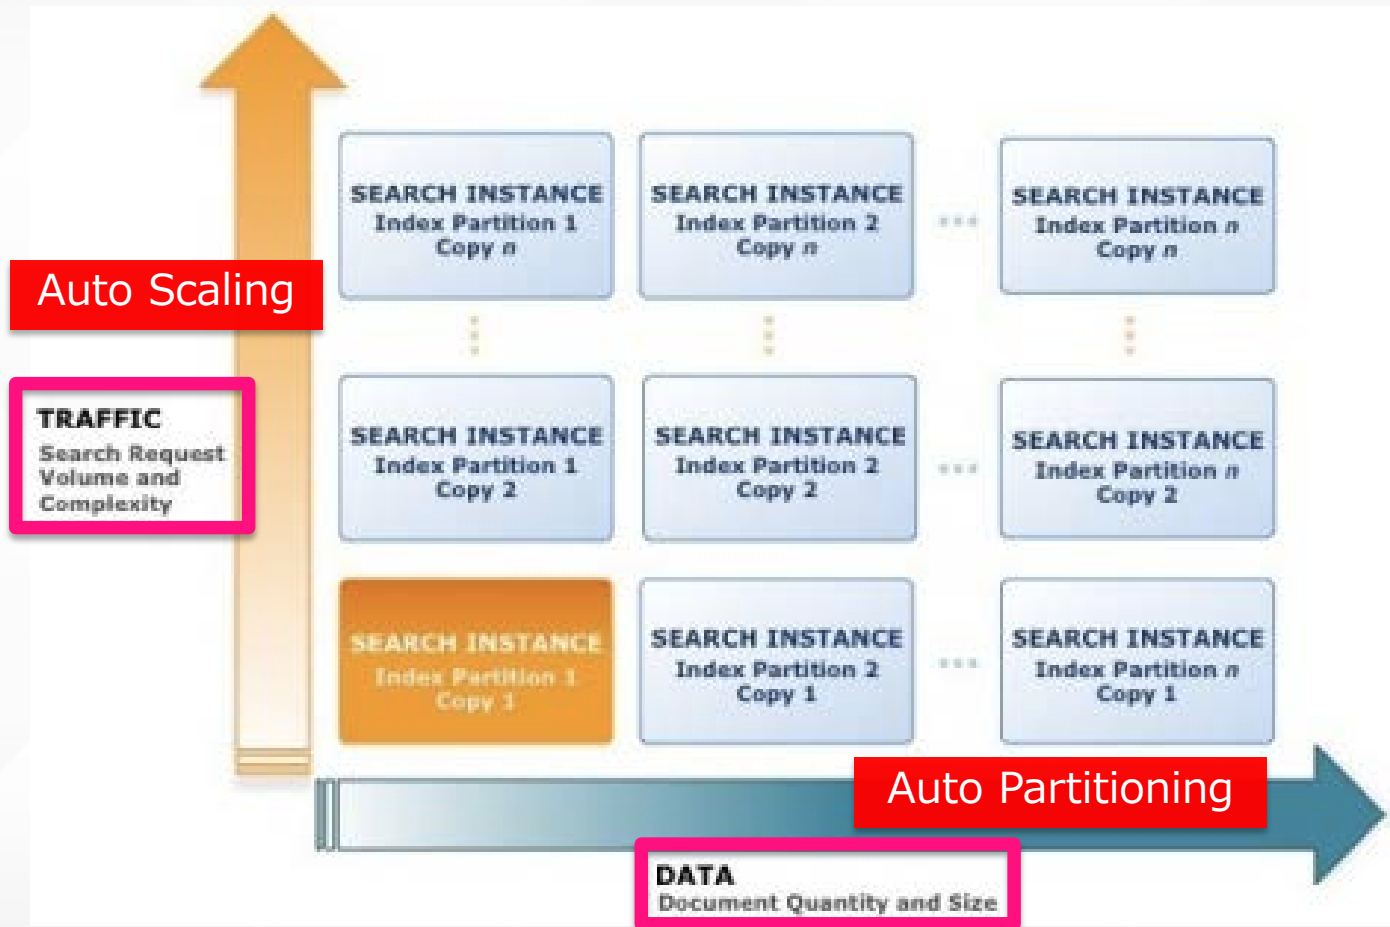 SEARCH INSTANCE
Index Partition 1
Copy n
SEARCH INSTANCE
Index Partition 2
Copy n
SEARCH INSTANCE
Index Partition n
Copy n
Auto Scaling
TRAFFIC
Search Request
Volume and
Complexity
SEARCH INSTANCE
Index Partition 1
Copy 2
SEARCH INSTANCE
Index Partition 2
Copy 2
SEARCH INSTANCE
Index Partition n
Copy 2
SEARCH INSTANCE
Index Partition 1
Copy 1
SEARCH INSTANCE
Index Partition 2
Copy 1
SEARCH INSTANCE
Index Partition n
Copy 1
Auto Partitioning
DATA
Document Quantity and Size